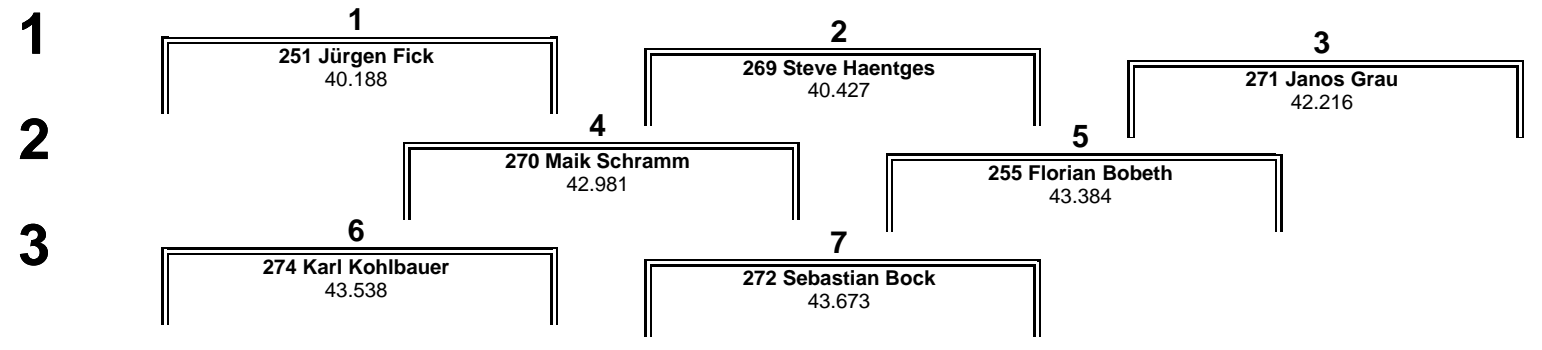 1
1
251 Jürgen Fick
40.188
2
269 Steve Haentges
40.427
3
271 Janos Grau
42.216
2
4
270 Maik Schramm
42.981
5
255 Florian Bobeth
43.384
3
6
274 Karl Kohlbauer
43.538
7
272 Sebastian Bock
43.673